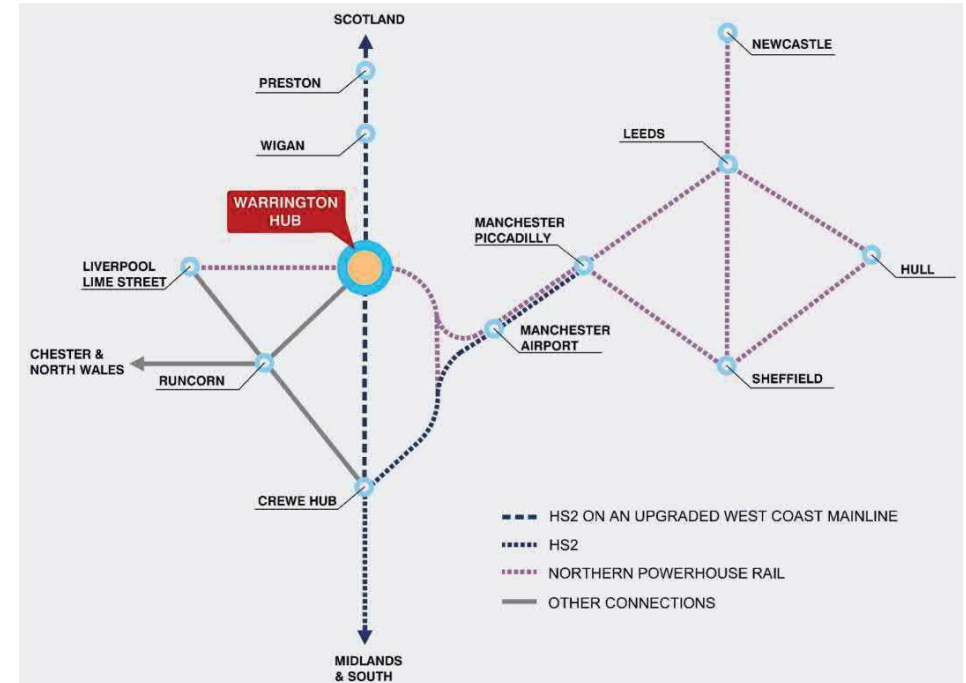 SCOTLAND
NEWCASTLE
PRESTON
LEEDS
WIGAN
WARRINGTON
HUB
MANCHESTER
PICCADILLY
LIVERPOOL
LIME STREET
HULL
MANCHESTER
AIRPORT
CHESTER &
NORTH WALES
RUNCORN
SHEFFIELD
CREWE HUB
HS2 ON AN UPGRADED WEST COAST MAINLINE
HS2
NORTHERN POWERHOUSE RAIL
OTHER CONNECTIONS
MIDLANDS
& SOUTH